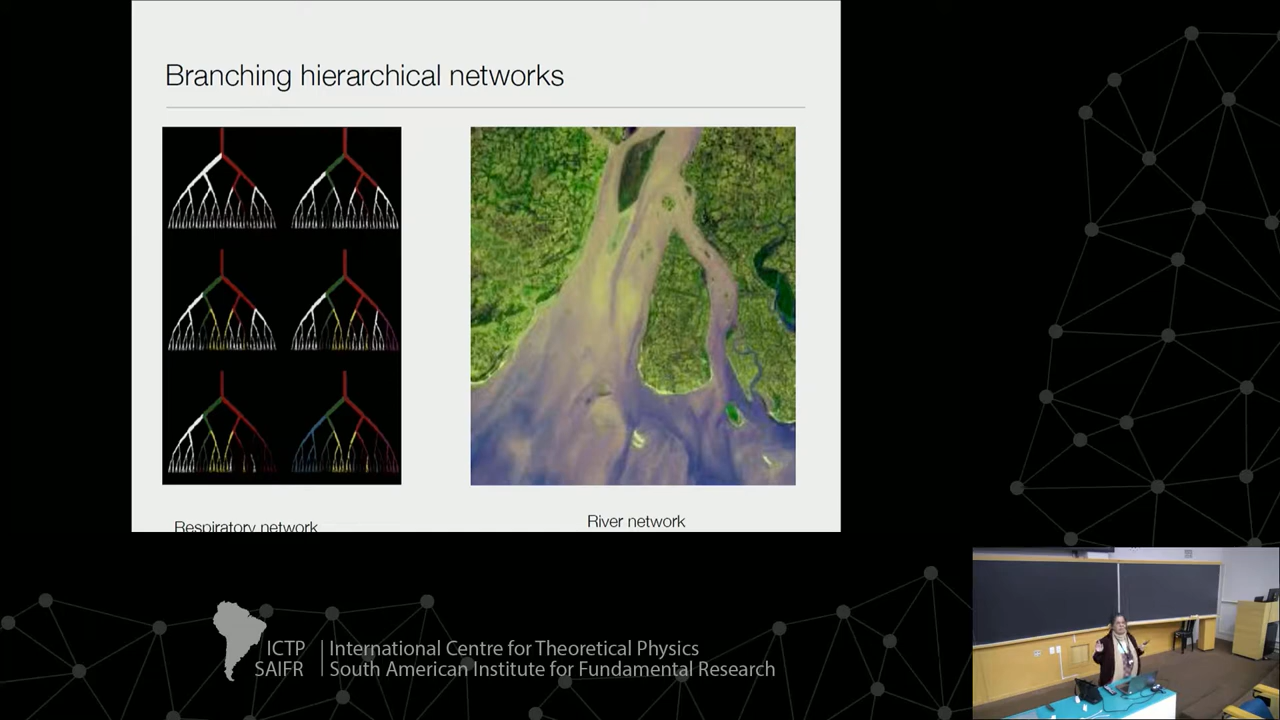 Branching hierarchical networks
Respiratory network
River network
ICTP
SAIFR
International Centre for Theoretical Physics
South American Institute for Fundamental Research